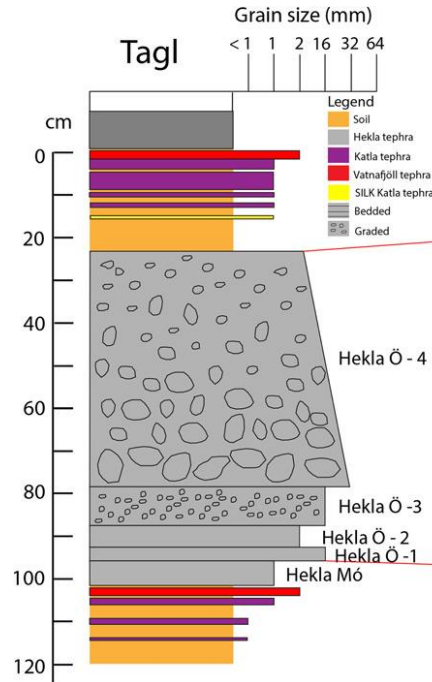 Grain size (mm)
Tagl
< 1 1 2 16 32 64
cm
Legend
Soil
Hekla tephra
Katla tephra
Vatnafjöll tephra
SILK Katla tephra
Bedded
Graded
0
20
40
60
80
100
120
Hekla Ö - 4
Hekla Ö -3
Hekla Ö - 2
Hekla Ö -1
Hekla Mó